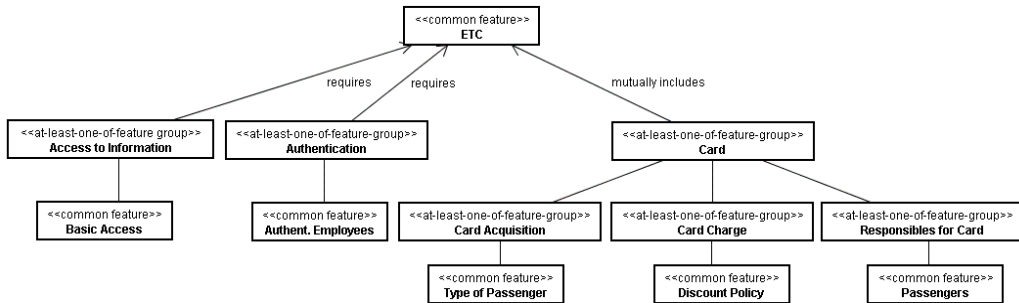 <<common feature>>
ETC
requires
requires
mutually includes
<<at-least-one-of-feature group>>
Access to Information
<<at-least-one-of-feature-group>>
Authentication
<<at-least-one-of-feature-group>>
Card
<<common feature>>
Basic Access
<<common feature>>
Authent. Employees
<<at-least-one-of-feature-group>>
Card Acquisition
<<at-least-one-of-feature-group>>
Card Charge
<<at-least-one-of-feature-group>>
Responsibles for Card
<<common feature>>
Type of Passenger
<<common feature>>
Discount Policy
<<common feature>>
Passengers